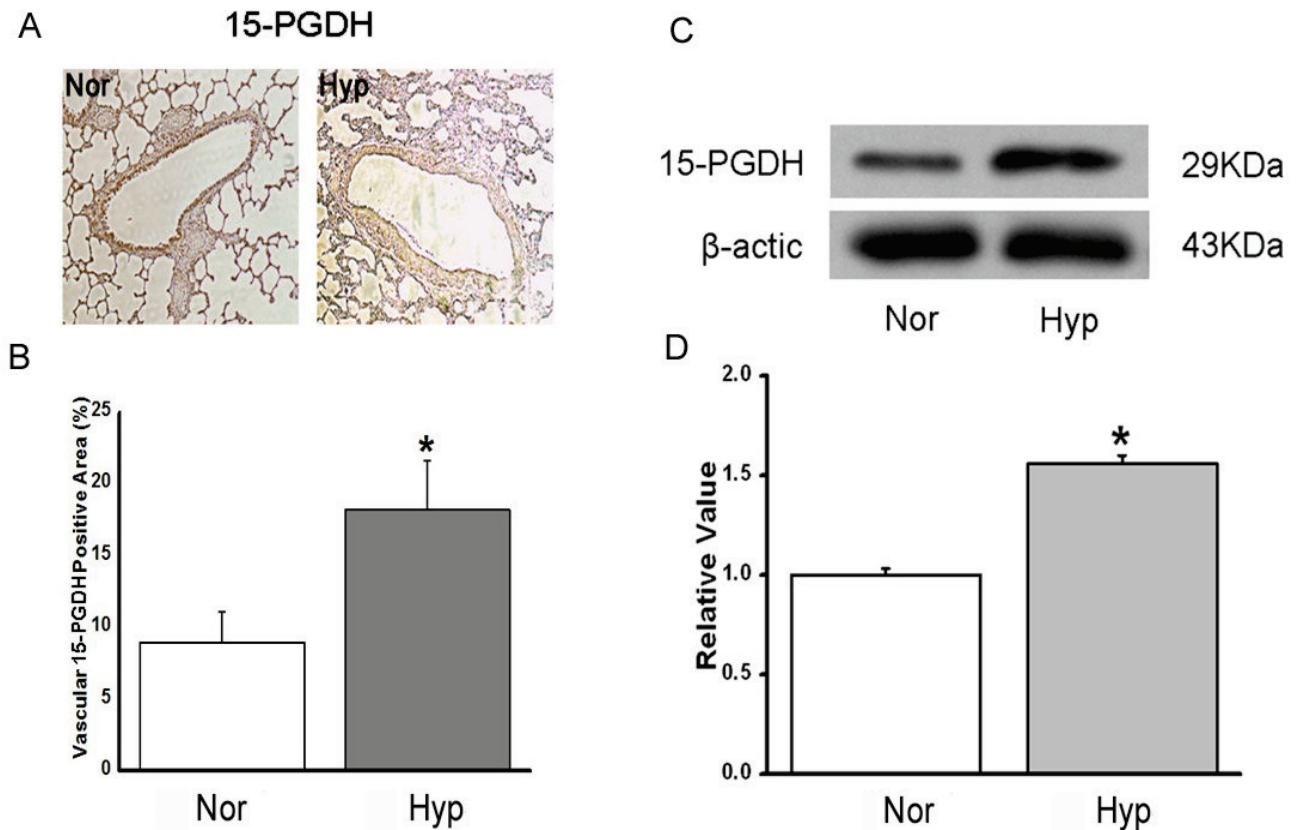 A
15-PGDH
Nor
Hyp
B
Vascular 15-PGDHPositive Area (%)
25
20
15
10
5
0
*
Nor
Hyp
C
15-PGDH
29KDa
β-actic
43KDa
Nor
Hyp
D
Relative Value
2.0
1.5
1.0
0.5
0.0
*
Nor
Hyp